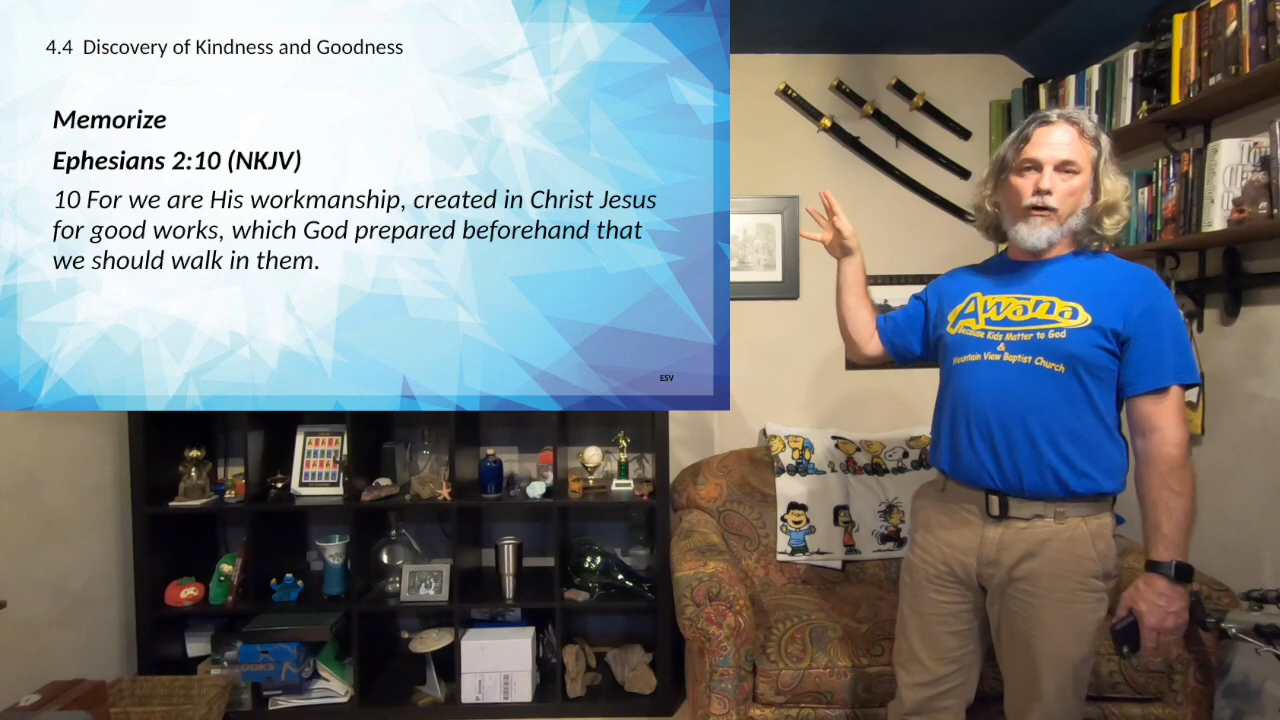 4.4 Discovery of Kindness and Goodness
Memorize
Ephesians 2:10 (NKJV)
10 For we are His workmanship, created in Christ Jesus
for good works, which God prepared beforehand that
we should walk in them.
ESV
Awana
Because Kids Matter to God
&
Mountain View Baptist Church